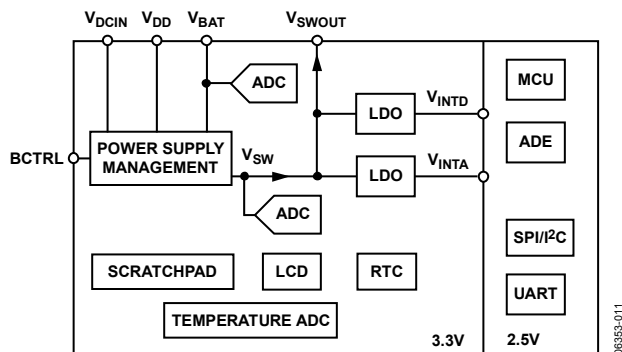 VDCIN VDD VBAT VSWOUT
ADC
MCU
LDO
VINTD
ADE
BCTRL
POWER SUPPLY
MANAGEMENT
VSW
LDO
VINTA
ADC
SPI/I2C
SCRATCHPAD
LCD
RTC
UART
TEMPERATURE ADC
3.3V
2.5V
06353-011